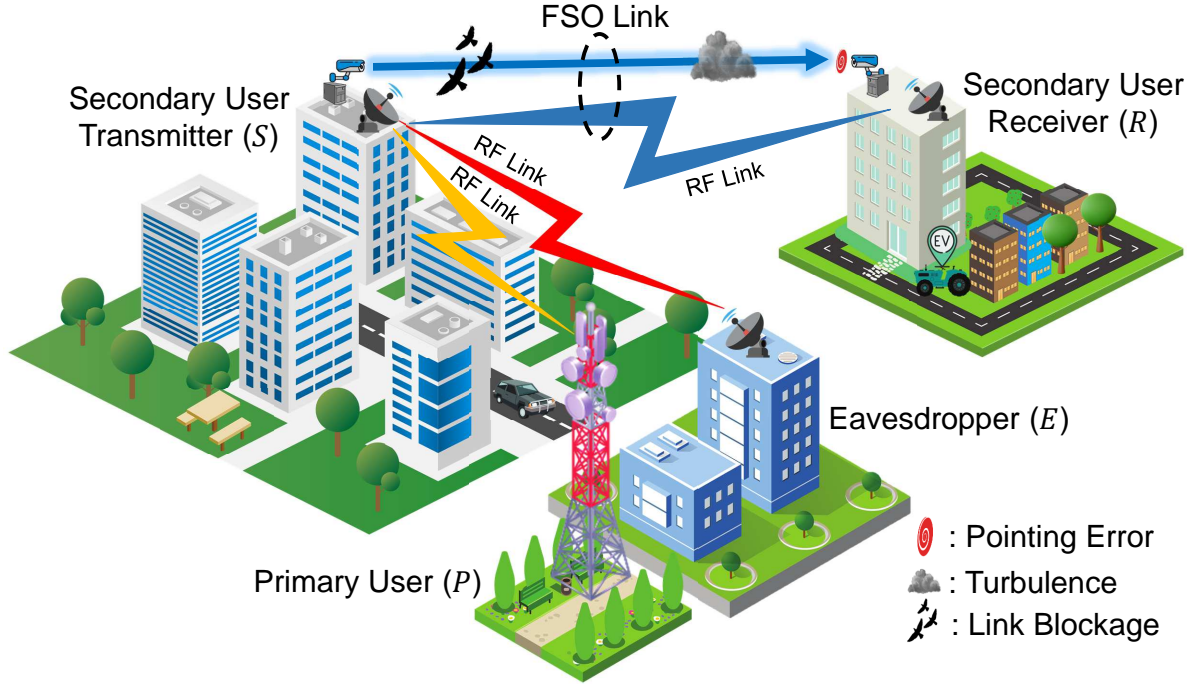 FSO Link
Secondary User
Transmitter (S)
Secondary User
Receiver (R)
RF Link
RF Link
RF Link
EV
Eavesdropper (E)
Primary User (P)
: Pointing Error
: Turbulence
: Link Blockage